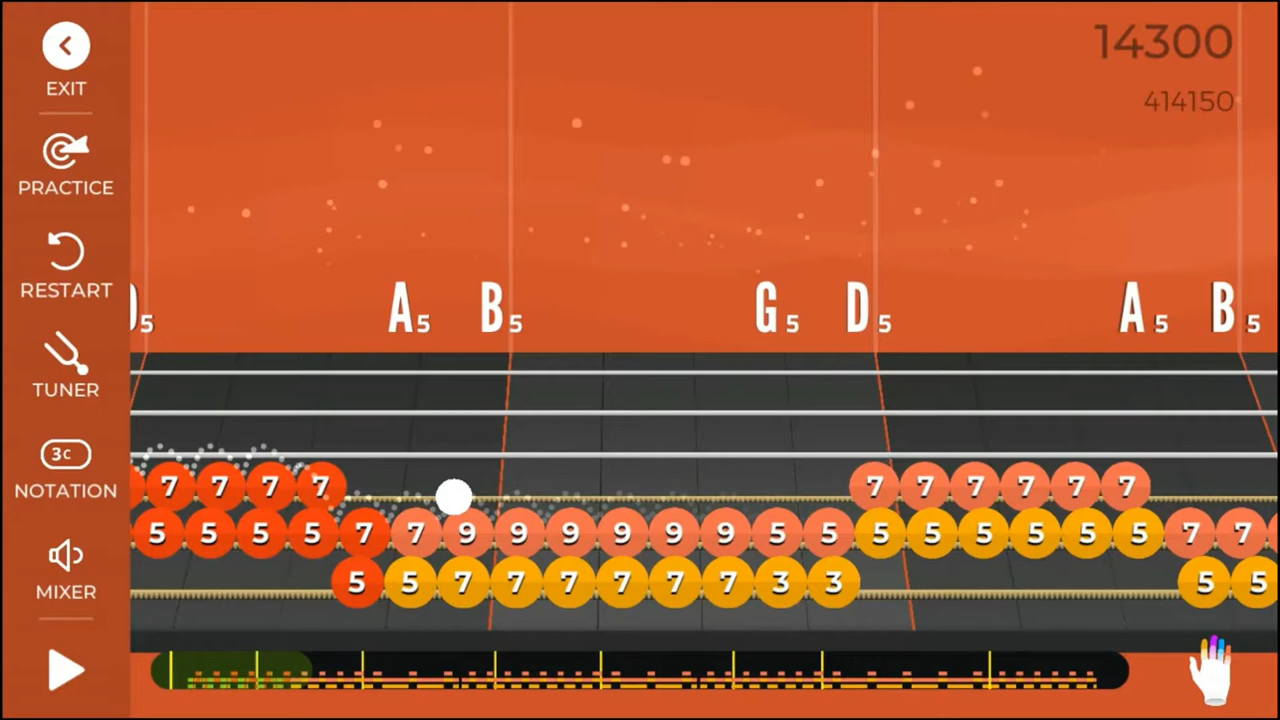 EXIT
PRACTICE
RESTART
TUNER
3c
NOTATION
MIXER
14300
414150
D5 A5 B5 G5 D5 A5 B5
7 7 7 7 7 7 7 7 7 7
5 5 5 5 7 7 9 9 9 9 9 9 5 5 5 5 5 5 5 5 7 7
5 5 7 7 7 7 7 7 3 3 5 5